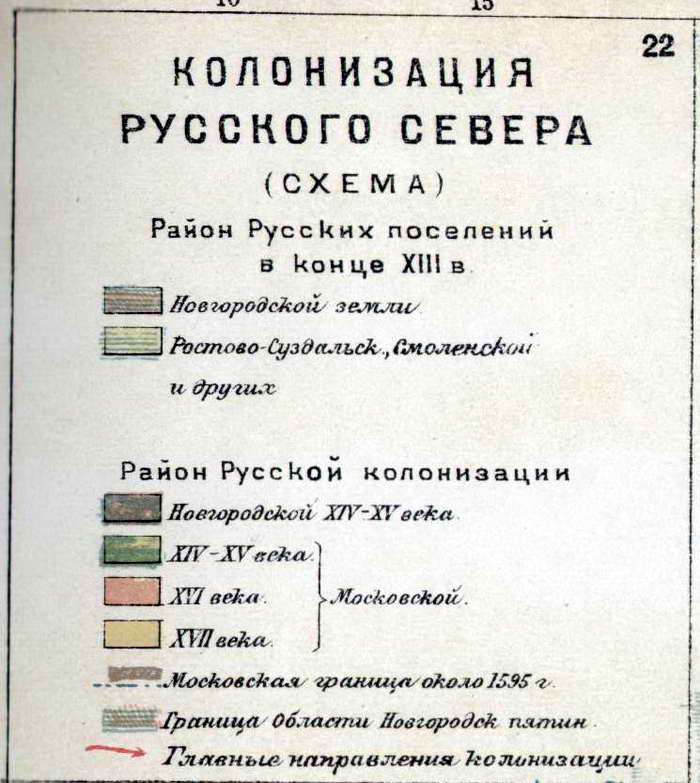 10 15
22
КОЛОНИЗАЦИЯ
РУССКОГО СЕВЕРА
(СХЕМА)
Район Русских поселений
в конце XIII в.
Новгородской земли.
Ростово-Суздальск., Смоленской
и других
Район Русской колонизации
Новгородской XIV-XV века.
XIV-XV века.
XVI века.
Московской.
XVII века.
Московская граница около 1595 г.
Граница Области Новгородск пятин.
Главные направления колонизации